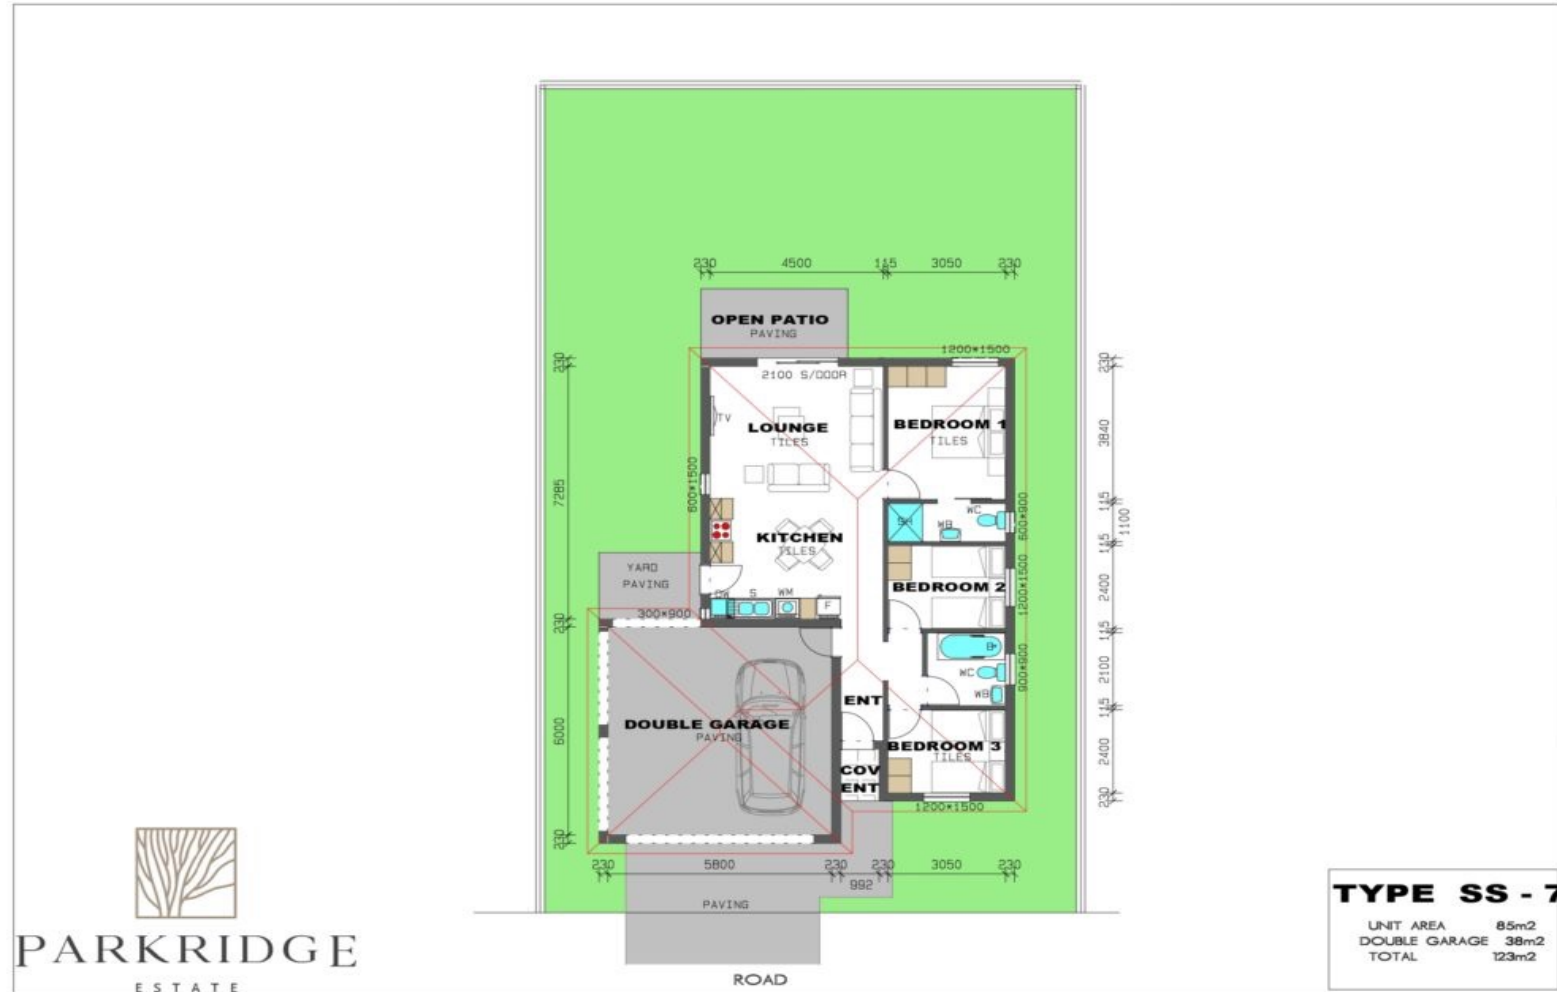 230 4500 115 3050 230
OPEN PATIO
PAVING
1200*1500
2100 S/DOOR
230
230
TV
LOUNGE
TILES
BEDROOM 1
TILES
3840
600*1500
7285
115
1100
600*900
SH
WB
WC
KITCHEN
TILES
115
YARD
PAVING
BEDROOM 2
1200*1500
2400
DW S WM F
300*900
230
115
B
WC
WB
900*900
2100
ENT
115
DOUBLE GARAGE
PAVING
6000
BEDROOM 3
TILES
2400
COV
ENT
1200*1500
230
230
230 5800 230 230 3050 230
992
PAVING
ROAD
PARKRIDGE
ESTATE
TYPE SS - 7
UNIT AREA 85m2
DOUBLE GARAGE 38m2
TOTAL 123m2